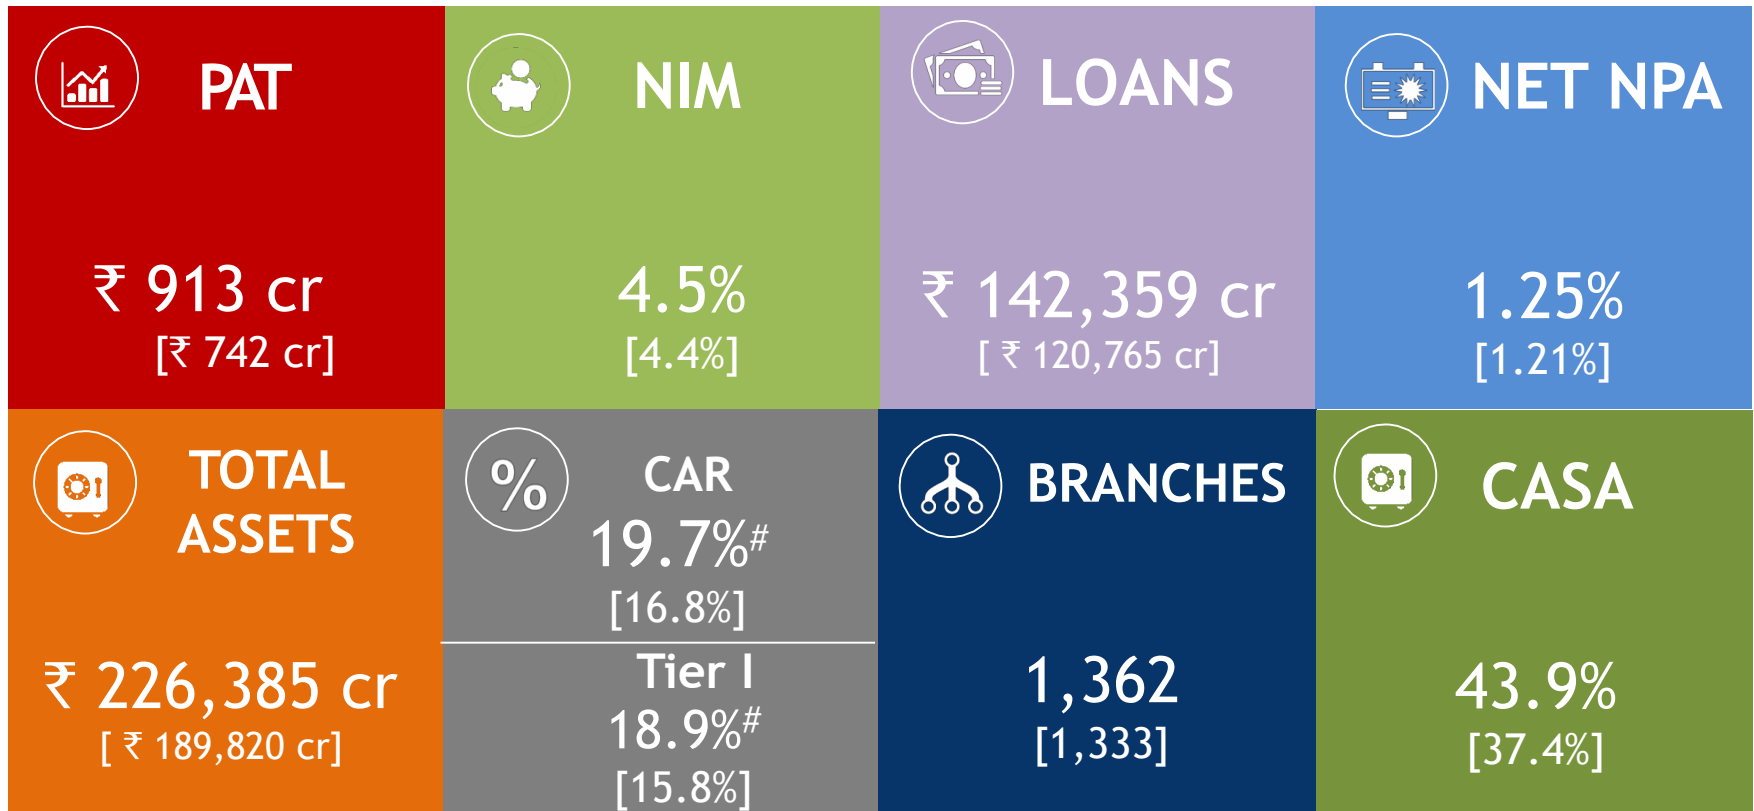 PAT
₹ 913 cr
[₹ 742 cr]
NIM
4.5%
[4.4%]
LOANS
₹ 142,359 cr
[ ₹ 120,765 cr]
NET NPA
1.25%
[1.21%]
TOTAL
ASSETS
₹ 226,385 cr
[ ₹ 189,820 cr]
%
CAR
19.7%#
[16.8%]
Tier I
18.9%#
[15.8%]
BRANCHES
1,362
[1,333]
CASA
43.9%
[37.4%]